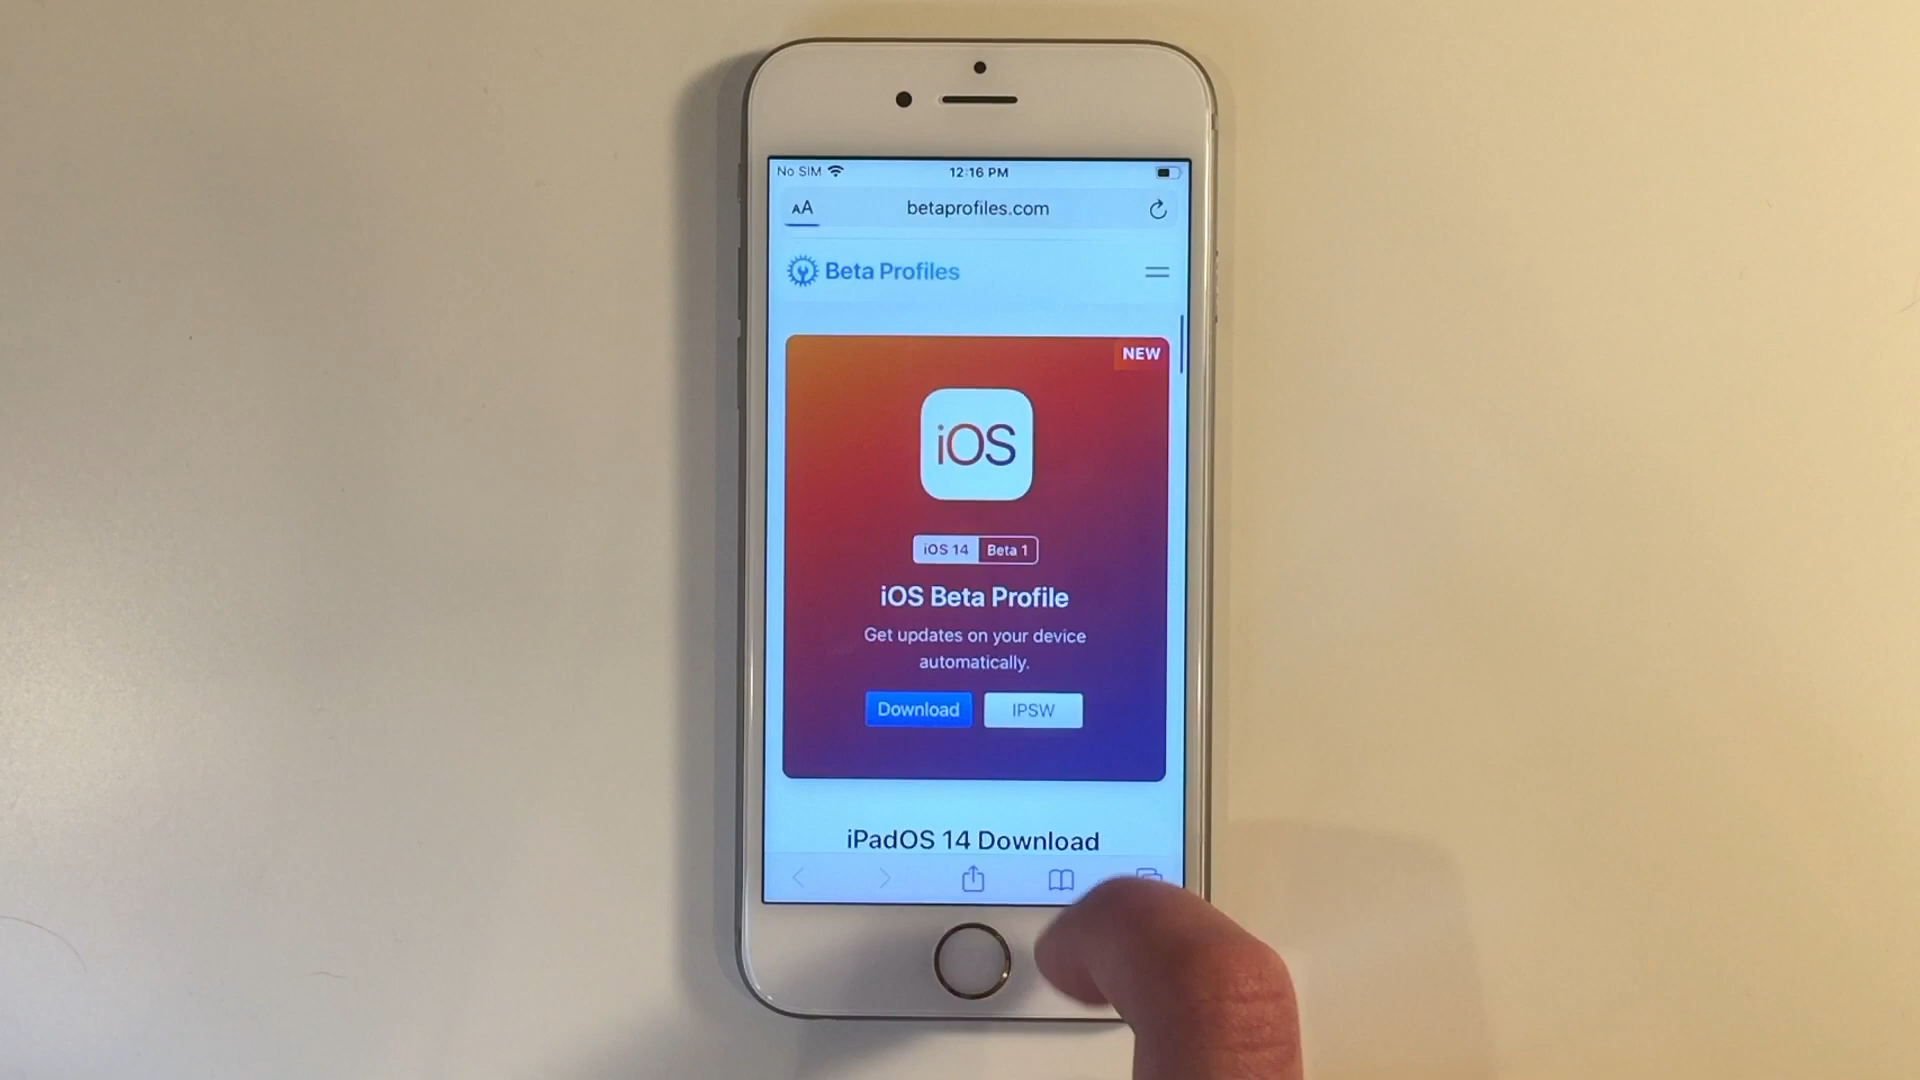 No SIM 12:16 PM
AA betaprofiles.com
Beta Profiles
NEW
iOS
iOS 14 Beta 1
iOS Beta Profile
Get updates on your device
automatically.
Download IPSW
iPadOS 14 Download